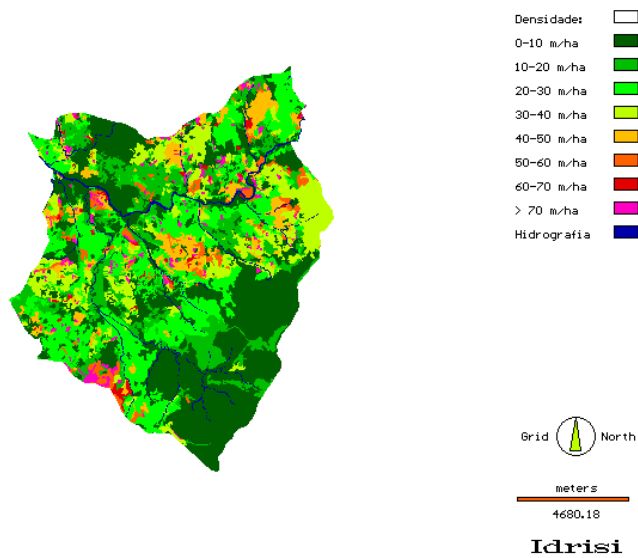 Densidade:
0-10 m/ha
10-20 m/ha
20-30 m/ha
30-40 m/ha
40-50 m/ha
50-60 m/ha
60-70 m/ha
> 70 m/ha
Hidrografia
Grid North
meters
4680.18
Idrisi